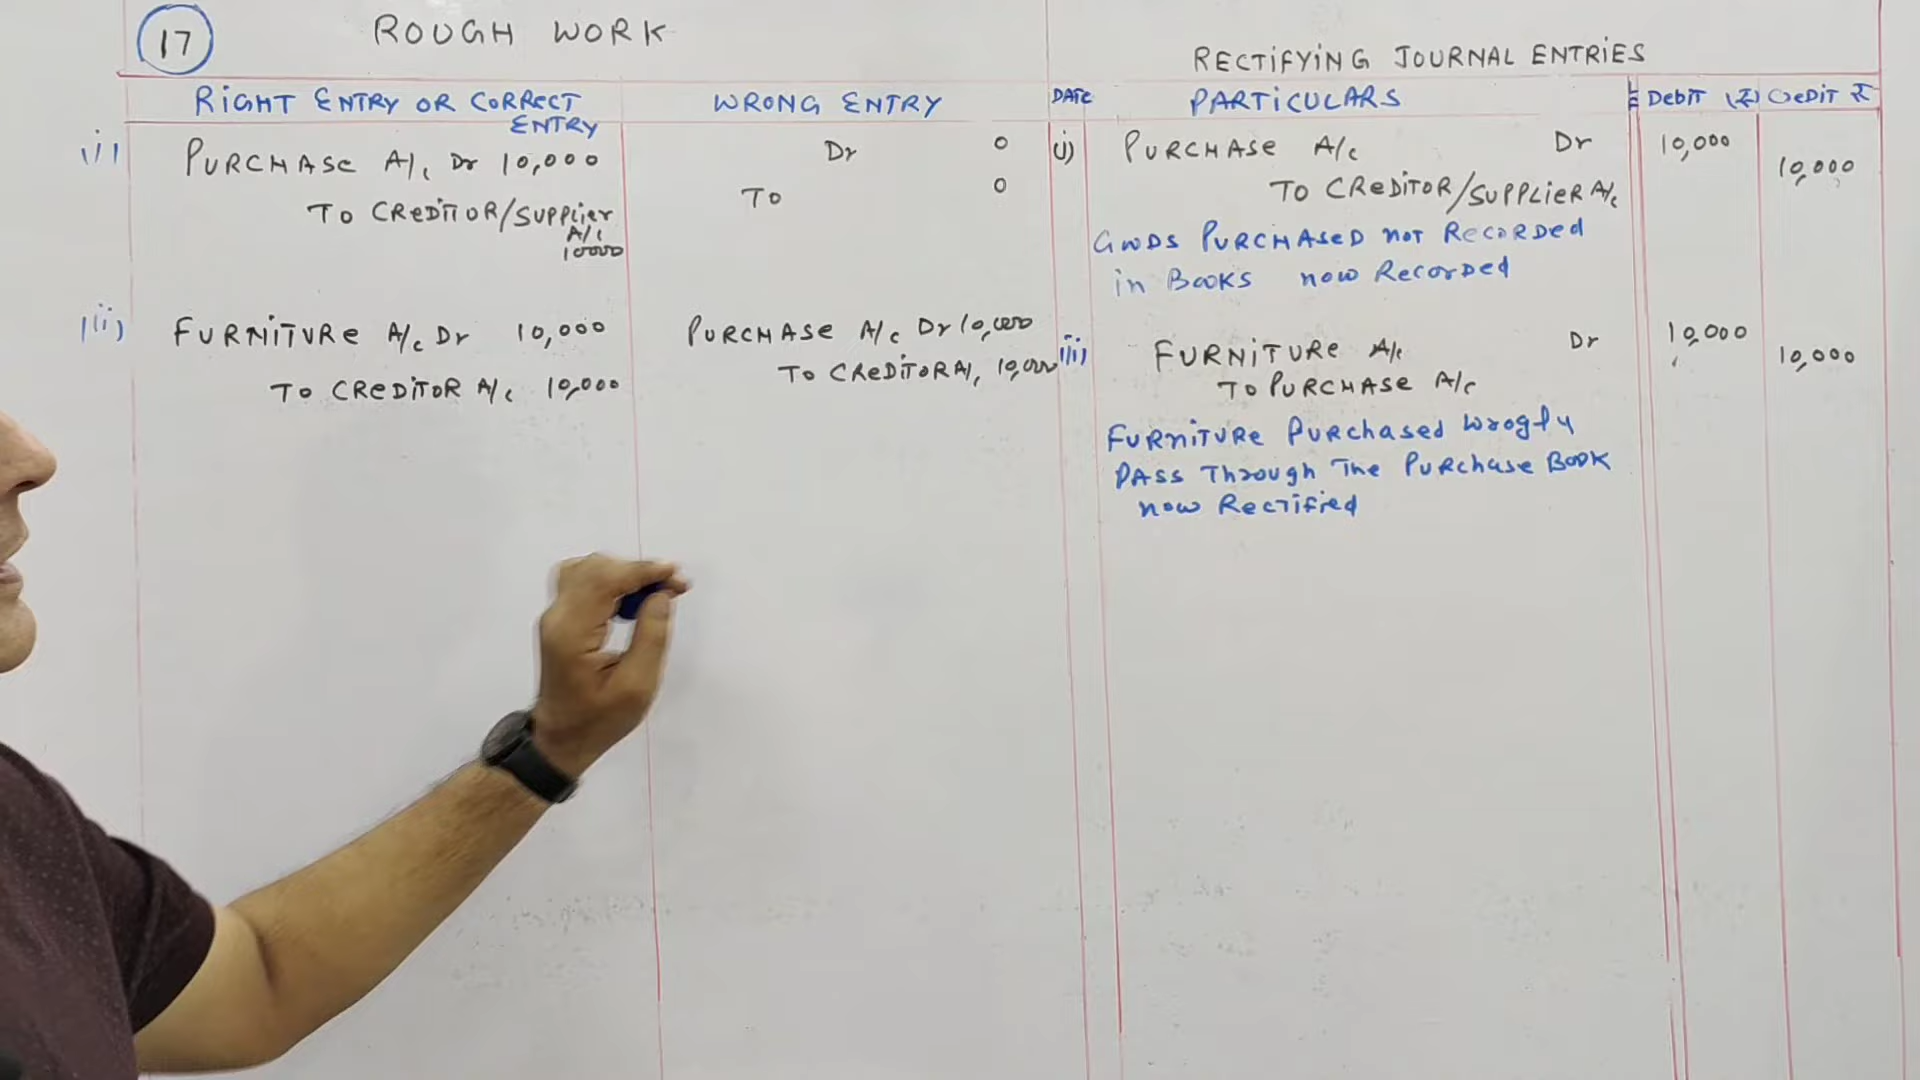 17
ROUGH WORK
RECTIFYING JOURNAL ENTRIES
RIGHT ENTRY OR CORRECT ENTRY
WRONG ENTRY
DATE
PARTICULARS
Debit (₹)
Credit ₹
i)
PURCHASE A/c Dr 10,000
TO CREDITOR/SUPPLIER
A/c
10000
Dr 0
TO 0
(i)
PURCHASE A/c Dr 10,000
TO CREDITOR/SUPPLIER A/c 10,000
GOODS PURCHASED NOT RECORDED
IN BOOKS NOW RECORDED
FURNITURE A/c Dr 10,000
TO CREDITOR A/c 10,000
PURCHASE A/c Dr 10,000
TO CREDITOR A/c 10,000
FURNITURE A/c Dr 10,000
TO PURCHASE A/c 10,000
FURNITURE PURCHASED WROGLY
PASS THROUGH THE PURCHASE BOOK
NOW RECTIFIED